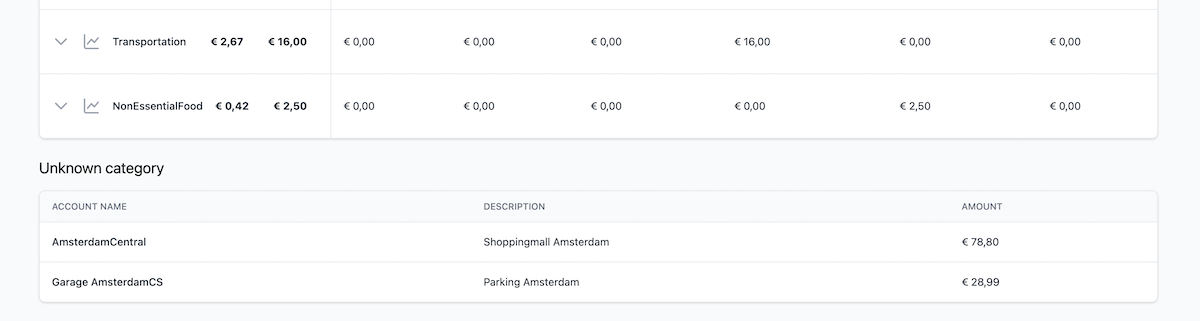 Transportation € 2,67 € 16,00 € 0,00 € 0,00 € 0,00 € 16,00 € 0,00 € 0,00
NonEssentialFood € 0,42 € 2,50 € 0,00 € 0,00 € 0,00 € 0,00 € 2,50 € 0,00
Unknown category
ACCOUNT NAME DESCRIPTION AMOUNT
AmsterdamCentral Shoppingmall Amsterdam € 78,80
Garage AmsterdamCS Parking Amsterdam € 28,99